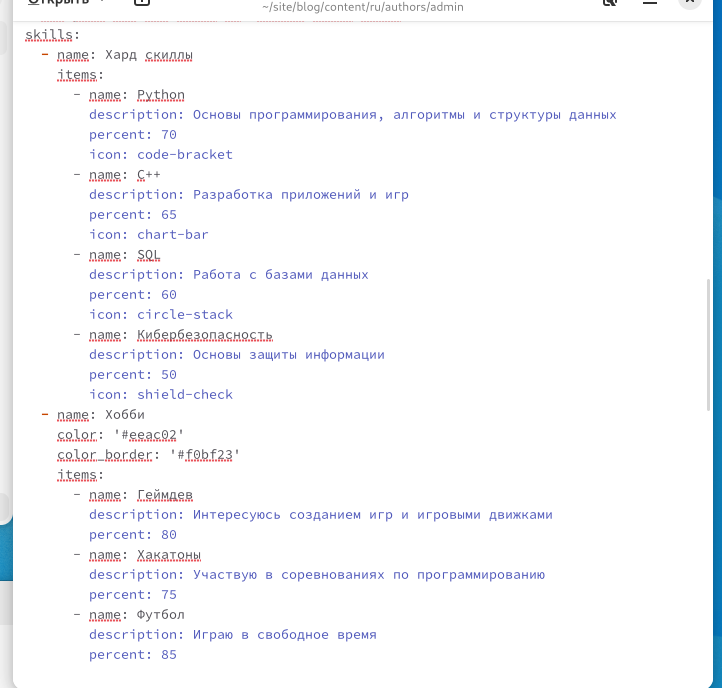 Открыть
~/site/blog/content/ru/authors/admin
skills:
- name: Хард скиллы
items:
- name: Python
description: Основы программирования, алгоритмы и структуры данных
percent: 70
icon: code-bracket
- name: C++
description: Разработка приложений и игр
percent: 65
icon: chart-bar
- name: SQL
description: Работа с базами данных
percent: 60
icon: circle-stack
- name: Кибербезопасность
description: Основы защиты информации
percent: 50
icon: shield-check
- name: Хобби
color: '#eeac02'
color_border: '#f0bf23'
items:
- name: Геймдев
description: Интересуюсь созданием игр и игровыми движками
percent: 80
- name: Хакатоны
description: Участвую в соревнованиях по программированию
percent: 75
- name: Футбол
description: Играю в свободное время
percent: 85